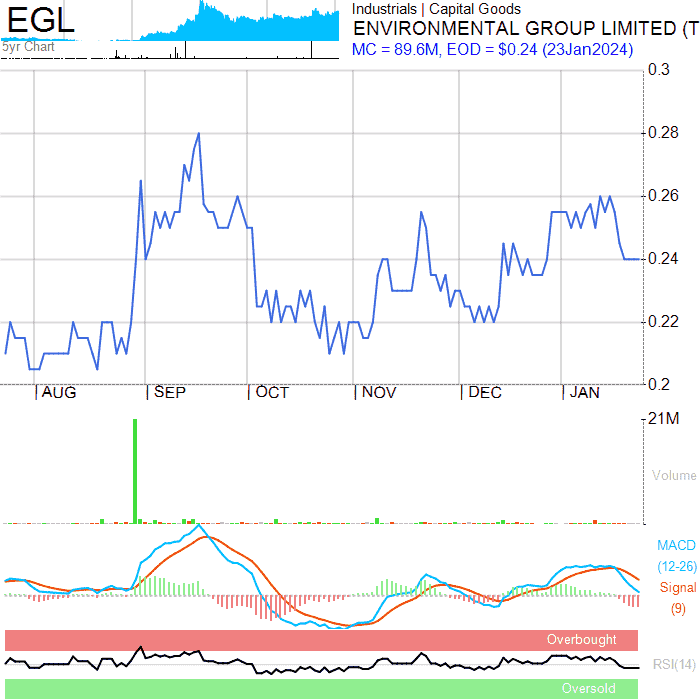 EGL
5yr Chart
Industrials | Capital Goods
ENVIRONMENTAL GROUP LIMITED (T
MC = 89.6M, EOD = $0.24 (23Jan2024)
0.3
0.28
0.26
0.24
0.22
0.2
AUG SEP OCT NOV DEC JAN
21M
Volume
MACD
(12-26)
Signal
(9)
Overbought
RSI(14)
Oversold